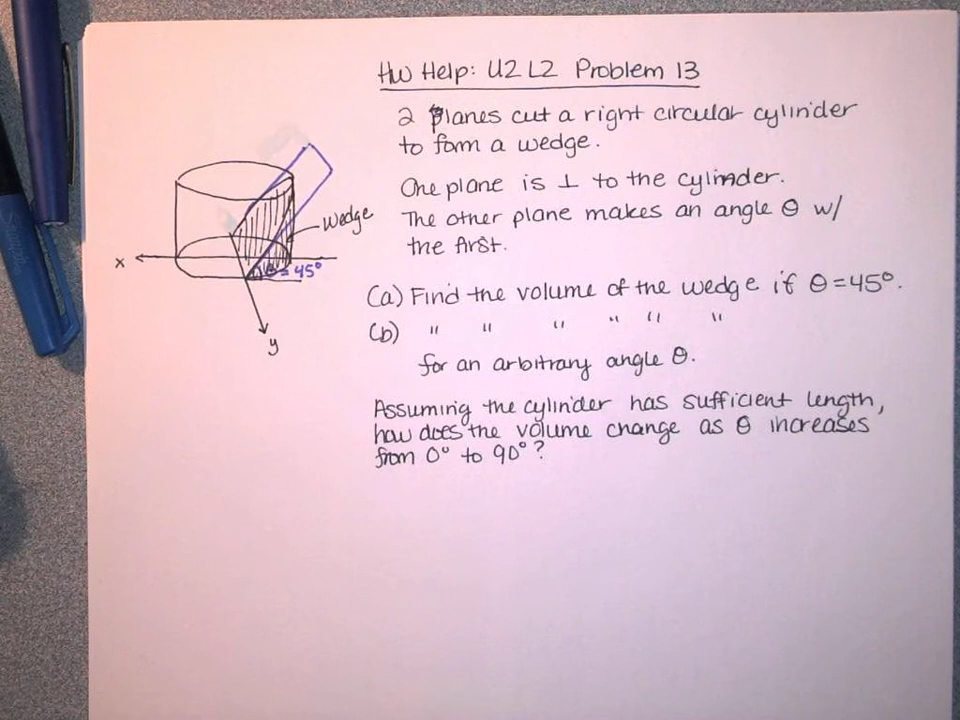 HW Help: U2 L2 Problem 13
2 Planes cut a right circular cylinder
to form a wedge.
One plane is ⊥ to the cylinder.
The other plane makes an angle θ w/
the first.
wedge
x
θ = 45°
y
(a) Find the volume of the wedge if θ = 45°.
(b) " " " " " "
for an arbitrary angle θ.
Assuming the cylinder has sufficient length,
how does the volume change as θ increases
from 0° to 90°?